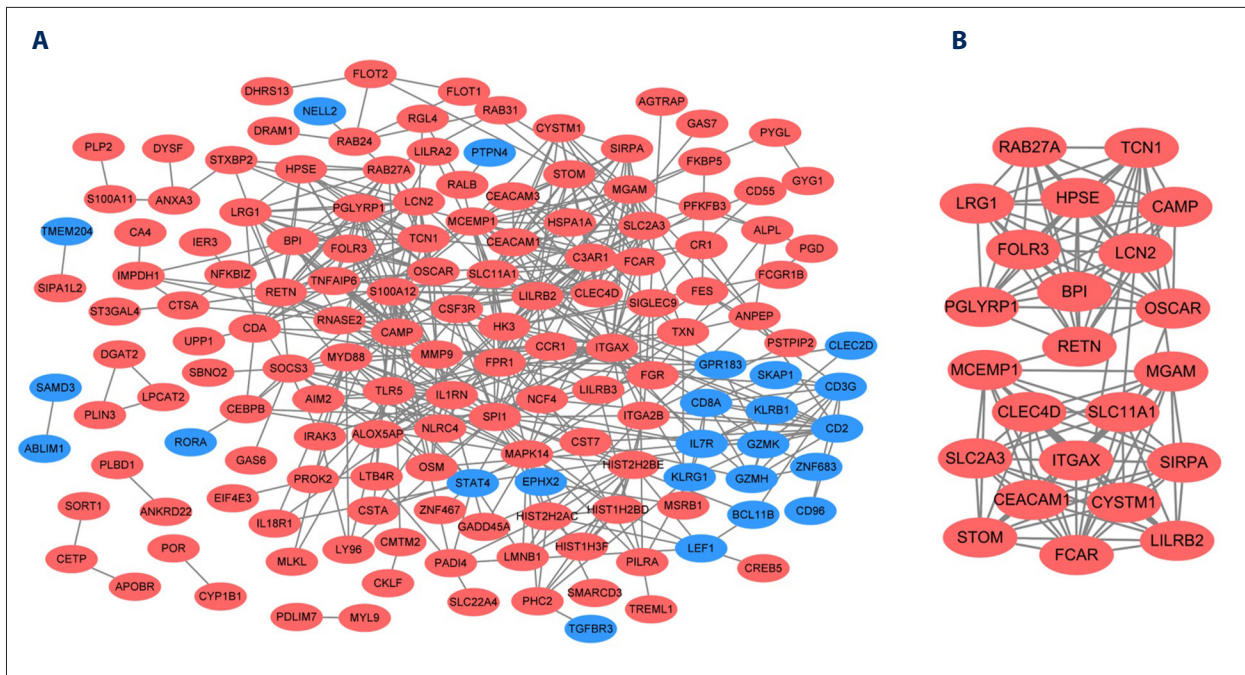 A
B
FLOT2
DHRS13
FLOT1
AGTRAP
NELL2
RAB31
RGL4
CYSTM1
GAS7
DRAM1
PYGL
RAB24
PLP2
DYSF
STXBP2
LILRA2
PTPN4
SIRPA
FKBP5
HPSE
RAB27A
STOM
GYG1
S100A11
ANXA3
RALB
CEACAM3
MGAM
CD55
LRG1
PGLYRP1
LCN2
MCEMP1
HSPA1A
SLC2A3
PFKFB3
TMEM204
CA4
IER3
BPI
FOLR3
TCN1
CEACAM1
CR1
ALPL
PGD
SIPA1L2
IMPDH1
NFKBIZ
TNFAIP6
OSCAR
SLC11A1
C3AR1
FCAR
FCGR1B
RETN
S100A12
LILRB2
CLEC4D
SIGLEC9
FES
ST3GAL4
CTSA
RNASE2
CSF3R
CDA
CAMP
HK3
TXN
ANPEP
UPP1
PSTPIP2
CLEC2D
DGAT2
MYD88
MMP9
FPR1
CCR1
ITGAX
SBNO2
SOCS3
FGR
GPR183
SKAP1
CD3G
SAMD3
LPCAT2
PLIN3
AIM2
TLR5
IL1RN
NCF4
LILRB3
CEBPB
SPI1
ITGA2B
CD8A
KLRB1
CD2
ABLIM1
RORA
IRAK3
ALOX5AP
NLRC4
CST7
IL7R
GZMK
GAS6
MAPK14
PLBD1
OSM
HIST2H2BE
ZNF683
PROK2
LTB4R
STAT4
EPHX2
KLRG1
GZMH
EIF4E3
SORT1
ANKRD22
CSTA
ZNF467
MSRB1
CD96
IL18R1
GADD45A
HIST2H2AC
HIST1H2BD
BCL11B
CETP
POR
LY96
CMTM2
HIST1H3F
LEF1
MLKL
PADI4
LMNB1
PILRA
CREB5
APOBR
CYP1B1
CKLF
SLC22A4
PHC2
SMARCD3
TREML1
PDLIM7
MYL9
TGFBR3
RAB27A
TCN1
LRG1
HPSE
CAMP
FOLR3
LCN2
PGLYRP1
BPI
OSCAR
RETN
MCEMP1
MGAM
CLEC4D
SLC11A1
SLC2A3
ITGAX
SIRPA
CEACAM1
CYSTM1
STOM
FCAR
LILRB2